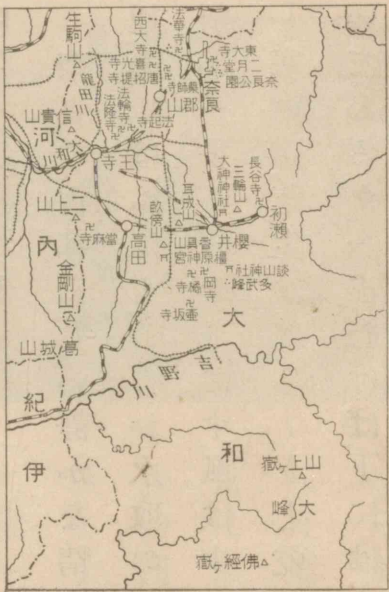 生駒山
西大寺
法華寺
喜光寺
唐招提寺
薬師寺
東大寺
二月堂
奈良公園
奈良
郡山
龍田川
法輪寺
法隆寺
法起寺
信貴山
河
内
大和川
王寺
二上山
當麻寺
高田
畝傍山
耳成山
大神神社
三輪山
長谷寺
初瀬
櫻井
香具山
橿原神宮
岡寺
橘寺
壷坂寺
談山神社
多武峰
金剛山
葛城山
大
和
吉野川
紀
伊
山上ヶ嶽
大峰
佛經ヶ嶽